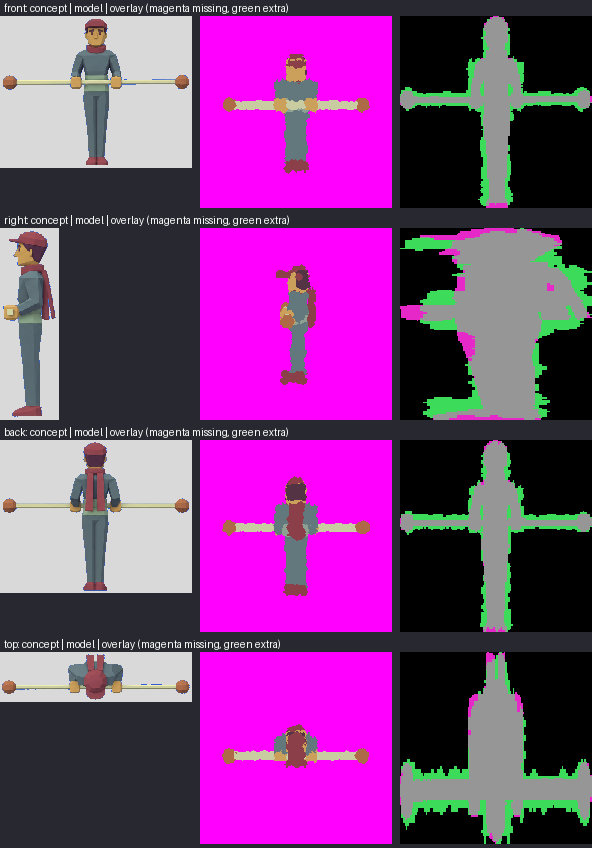 front: concept | model | overlay (magenta missing, green extra)
right: concept | model | overlay (magenta missing, green extra)
back: concept | model | overlay (magenta missing, green extra)
top: concept | model | overlay (magenta missing, green extra)